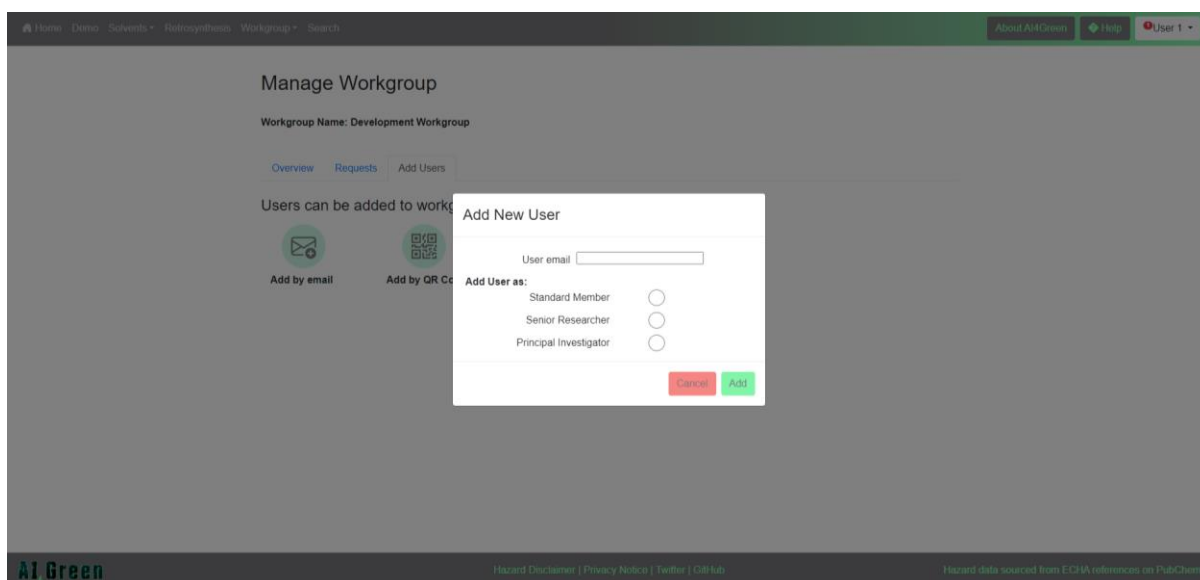 Home Demo Solvents Retrosynthesis Workgroup Search About AI4Green Help User 1
Manage Workgroup
Workgroup Name: Development Workgroup
Overview Requests Add Users
Users can be added to workg
Add by email Add by QR Co
Add New User
User email
Add User as:
Standard Member
Senior Researcher
Principal Investigator
Cancel Add
AI Green Hazard Disclaimer | Privacy Notice | Twitter | GitHub Hazard data sourced from ECHA references on PubChem